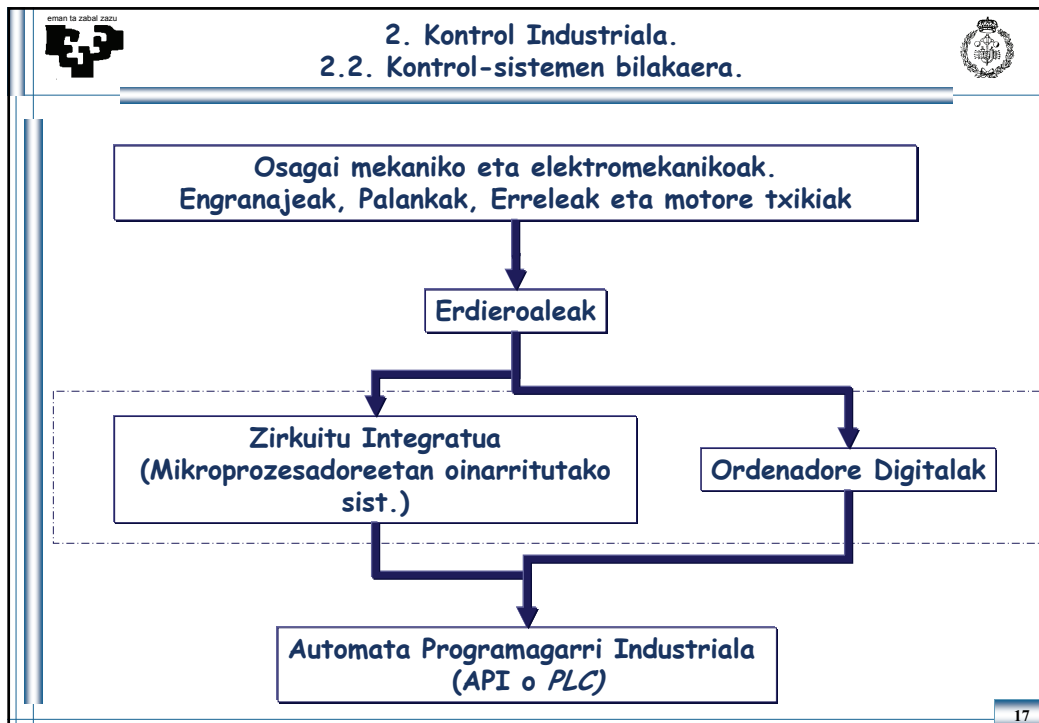 eman ta zabal zazu
2. Kontrol Industriala.
2.2. Kontrol-sistemen bilakaera.
Osagai mekaniko eta elektromekanikoak.
Engranajeak, Palankak, Erreleak eta motore txikiak
Erdieroaleak
Zirkuitu Integratua
(Mikroprozesadoreetan oinarritutako
sist.)
Ordenadore Digitalak
Automata Programagarri Industriala
(API o PLC)
17